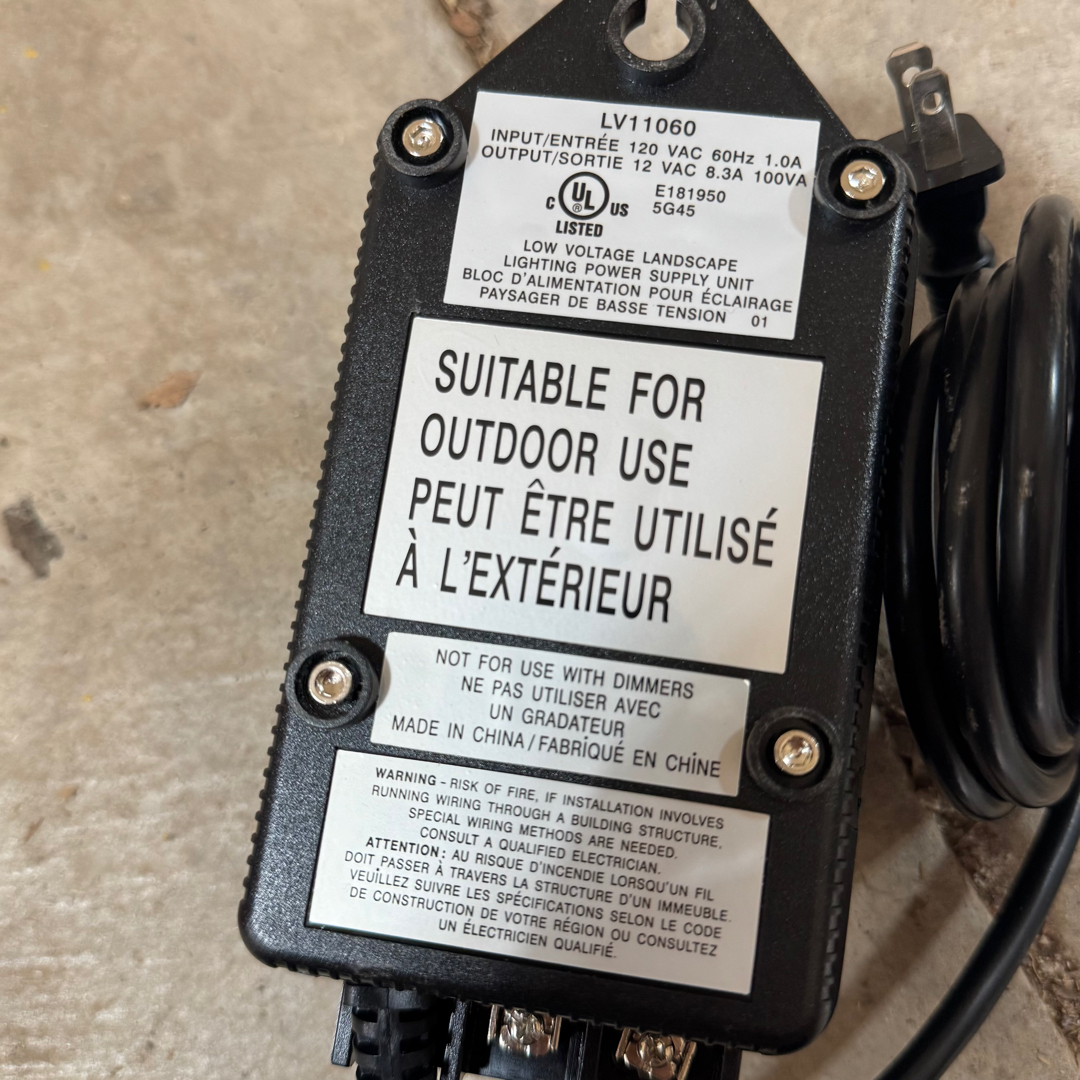 LV11060
INPUT/ENTRÉE 120 VAC 60Hz 1.0A
OUTPUT/SORTIE 12 VAC 8.3A 100VA
C UL ® US
E181950
5G45
LISTED
LOW VOLTAGE LANDSCAPE
LIGHTING POWER SUPPLY UNIT
BLOC D'ALIMENTATION POUR ÉCLAIRAGE
PAYSAGER DE BASSE TENSION 01
SUITABLE FOR
OUTDOOR USE
PEUT ÊTRE UTILISÉ
À L'EXTÉRIEUR
NOT FOR USE WITH DIMMERS
NE PAS UTILISER AVEC
UN GRADATEUR
MADE IN CHINA / FABRIQUÉ EN CHINE
WARNING - RISK OF FIRE, IF INSTALLATION INVOLVES
RUNNING WIRING THROUGH A BUILDING STRUCTURE,
SPECIAL WIRING METHODS ARE NEEDED.
CONSULT A QUALIFIED ELECTRICIAN.
ATTENTION: AU RISQUE D'INCENDIE LORSQU'UN FIL
DOIT PASSER À TRAVERS LA STRUCTURE D'UN IMMEUBLE.
VEUILLEZ SUIVRE LES SPÉCIFICATIONS SELON LE CODE
DE CONSTRUCTION DE VOTRE RÉGION OU CONSULTEZ
UN ÉLECTRICIEN QUALIFIÉ.